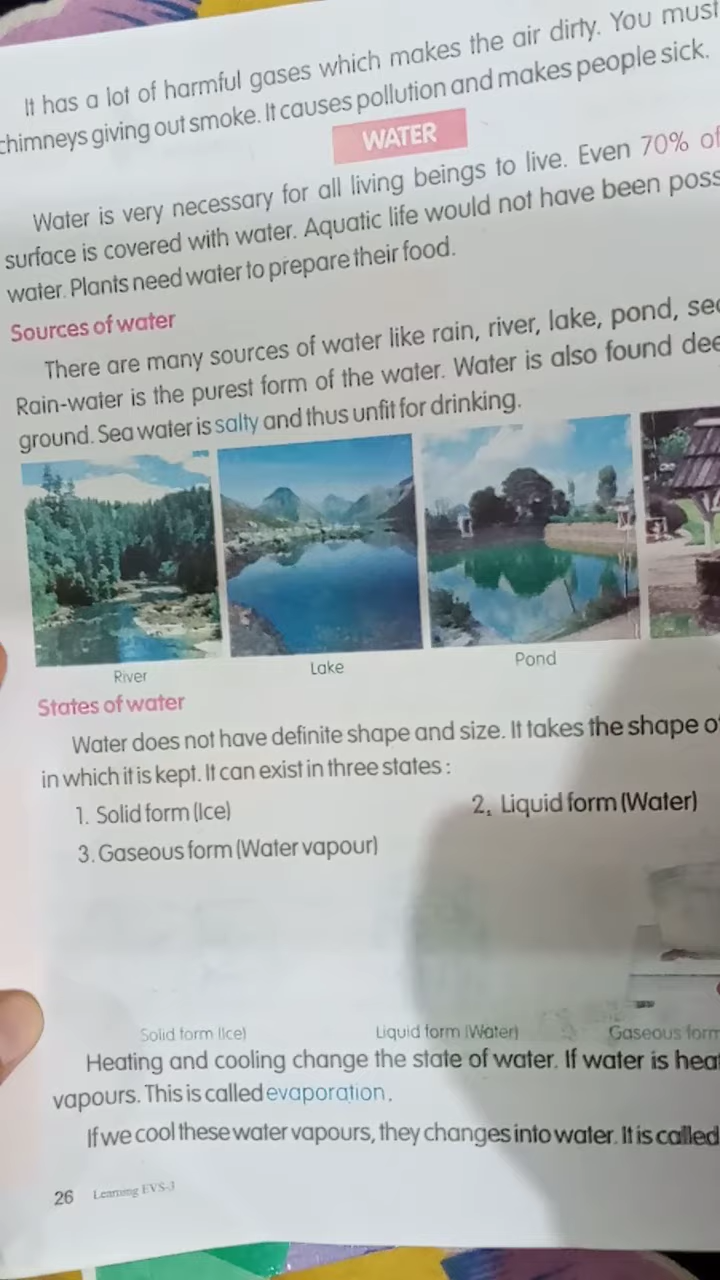 It has a lot of harmful gases which makes the air dirty. You must
chimneys giving out smoke. It causes pollution and makes people sick.
WATER
Water is very necessary for all living beings to live. Even 70% of
surface is covered with water. Aquatic life would not have been poss
water. Plants need water to prepare their food.
Sources of water
There are many sources of water like rain, river, lake, pond, sea
Rain-water is the purest form of the water. Water is also found dee
ground. Sea water is salty and thus unfit for drinking.
River
Lake
Pond
States of water
Water does not have definite shape and size. It takes the shape of
in which it is kept. It can exist in three states :
1. Solid form (Ice)
2. Liquid form (Water)
3. Gaseous form (Water vapour)
Solid form (Ice)
Liquid form (Water)
Gaseous form
Heating and cooling change the state of water. If water is hea
vapours. This is called evaporation.
If we cool these water vapours, they changes into water. It is called
26 Learning EVS-3